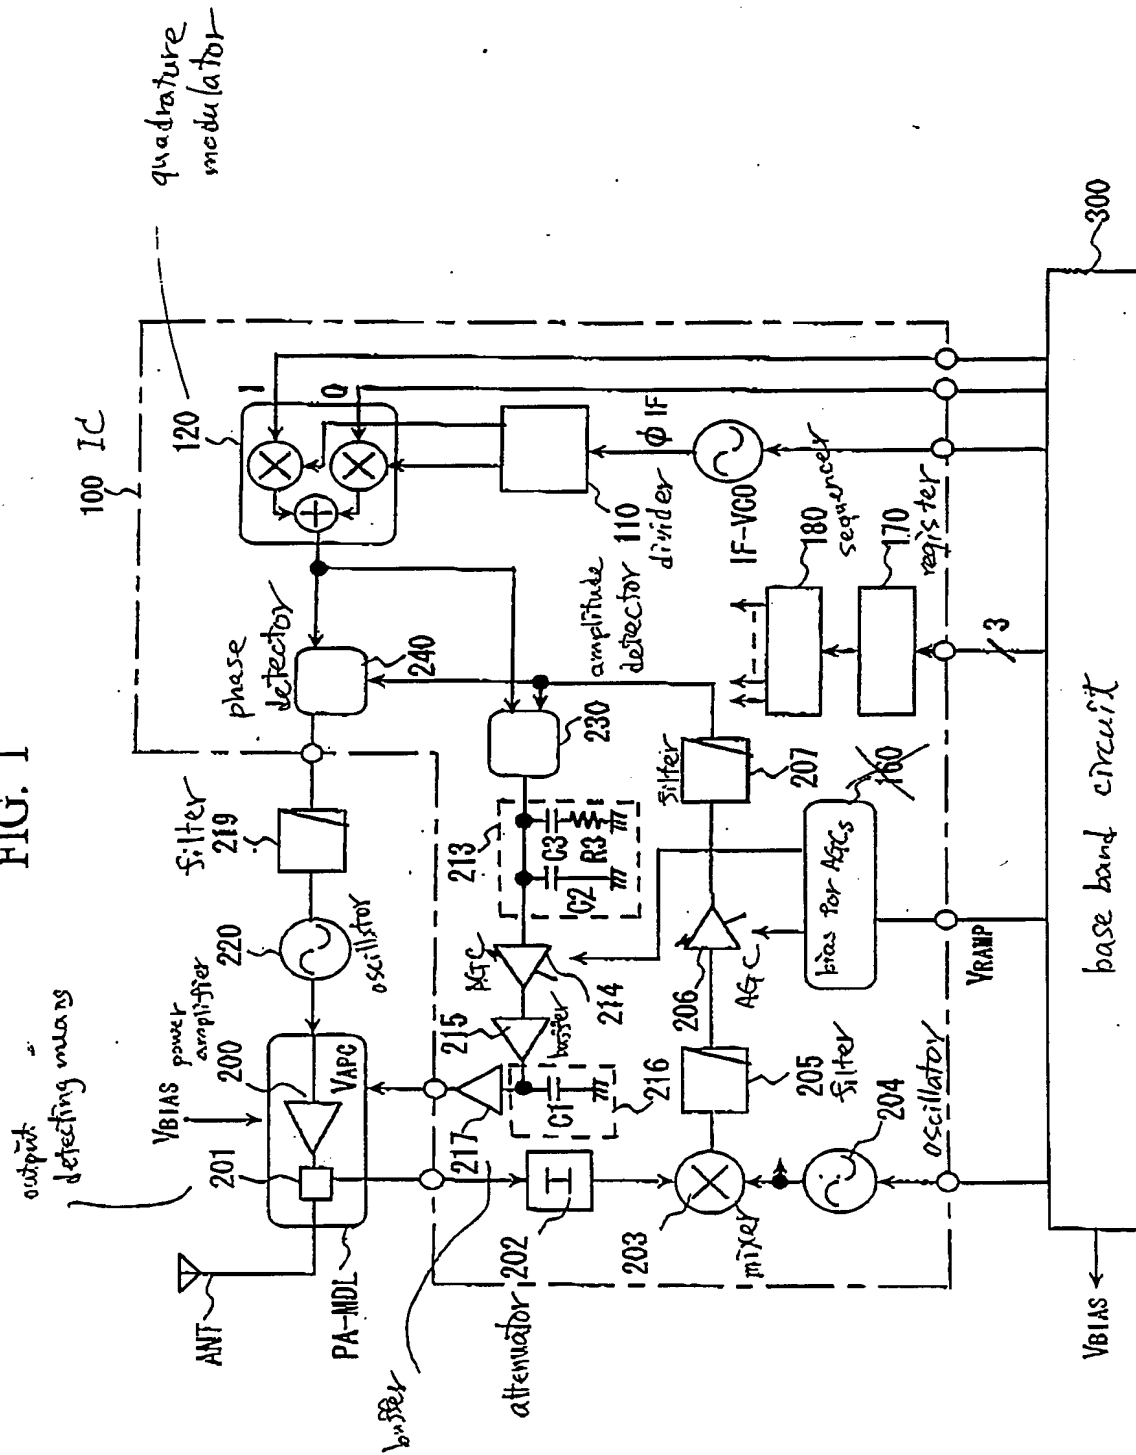 FIG. 1
100 IC
quadrature
modulator
120
I
Q
phase
detector
240
filter
219
220
oscillstor
output
detecting means
VBIAS
power
amplifier
200
VAPC
201
ANT
PA-MDL
110
divider
φ IF
IF-VCO
amplitude
detector
230
213
C3
R3
C2
AGC
214
215
buffer
216
C1
217
buffer
202
attenuator
203
mixer
204
oscillator
205
filter
206
AGC
filter
207
180
sequencer
170
register
3
bias for AGCs
160
VRAMP
300
base band circuit
VBIAS